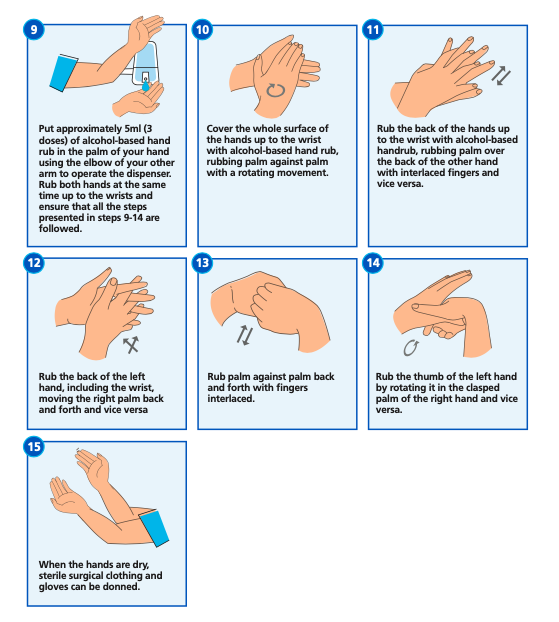 9
Put approximately 5ml (3
doses) of alcohol-based hand
rub in the palm of your hand
using the elbow of your other
arm to operate the dispenser.
Rub both hands at the same
time up to the wrists and
ensure that all the steps
presented in steps 9-14 are
followed.
10
Cover the whole surface of
the hands up to the wrist
with alcohol-based hand rub,
rubbing palm against palm
with a rotating movement.
11
Rub the back of the hands up
to the wrist with alcohol-based
handrub, rubbing palm over
the back of the other hand
with interlaced fingers and
vice versa.
12
Rub the back of the left
hand, including the wrist,
moving the right palm back
and forth and vice versa
13
Rub palm against palm back
and forth with fingers
interlaced.
14
Rub the thumb of the left hand
by rotating it in the clasped
palm of the right hand and vice
versa.
15
When the hands are dry,
sterile surgical clothing and
gloves can be donned.